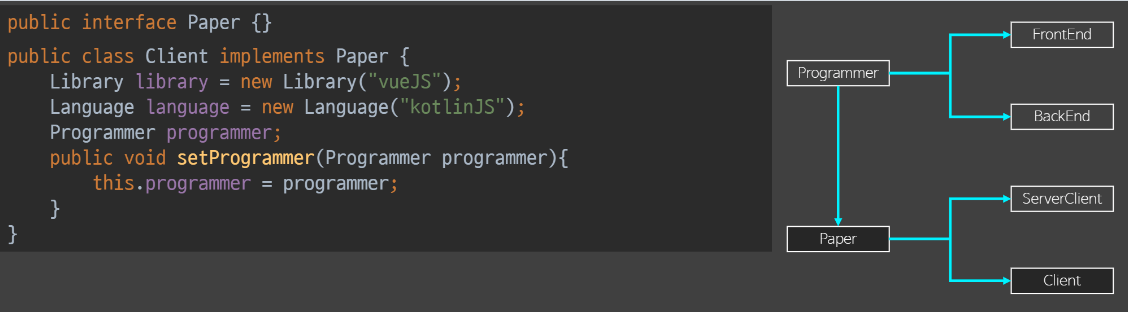 public interface Paper {}
public class Client implements Paper {
    Library library = new Library("vueJS");
    Language language = new Language("kotlinJS");
    Programmer programmer;
    public void setProgrammer(Programmer programmer){
        this.programmer = programmer;
    }
}
FrontEnd
Programmer
BackEnd
ServerClient
Paper
Client